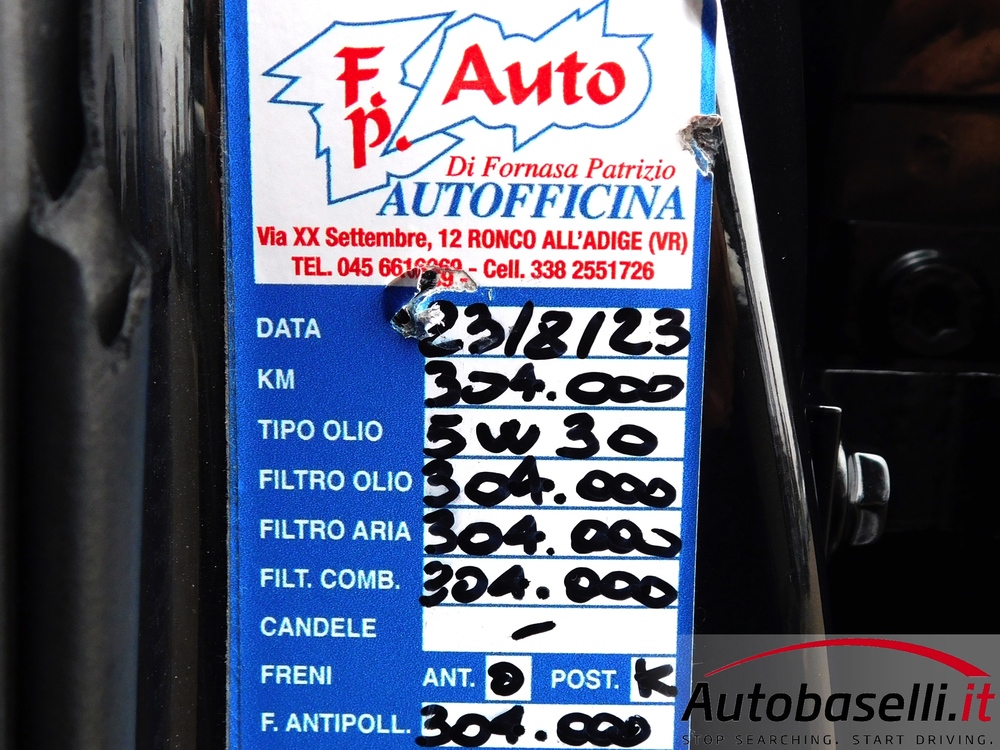 F.P. Auto
Di Fornasa Patrizio
AUTOFFICINA
Via XX Settembre, 12 RONCO ALL'ADIGE (VR)
TEL. 045 - Cell. 338 2551726
DATA 23/8/23
KM 304.000
TIPO OLIO 5W30
FILTRO OLIO 304.000
FILTRO ARIA 304.000
FILT. COMB. 304.000
CANDELE -
FRENI ANT. O POST. K
F. ANTIPOLL. 304.000
Autobaselli.it
STOP SEARCHING. START DRIVING.